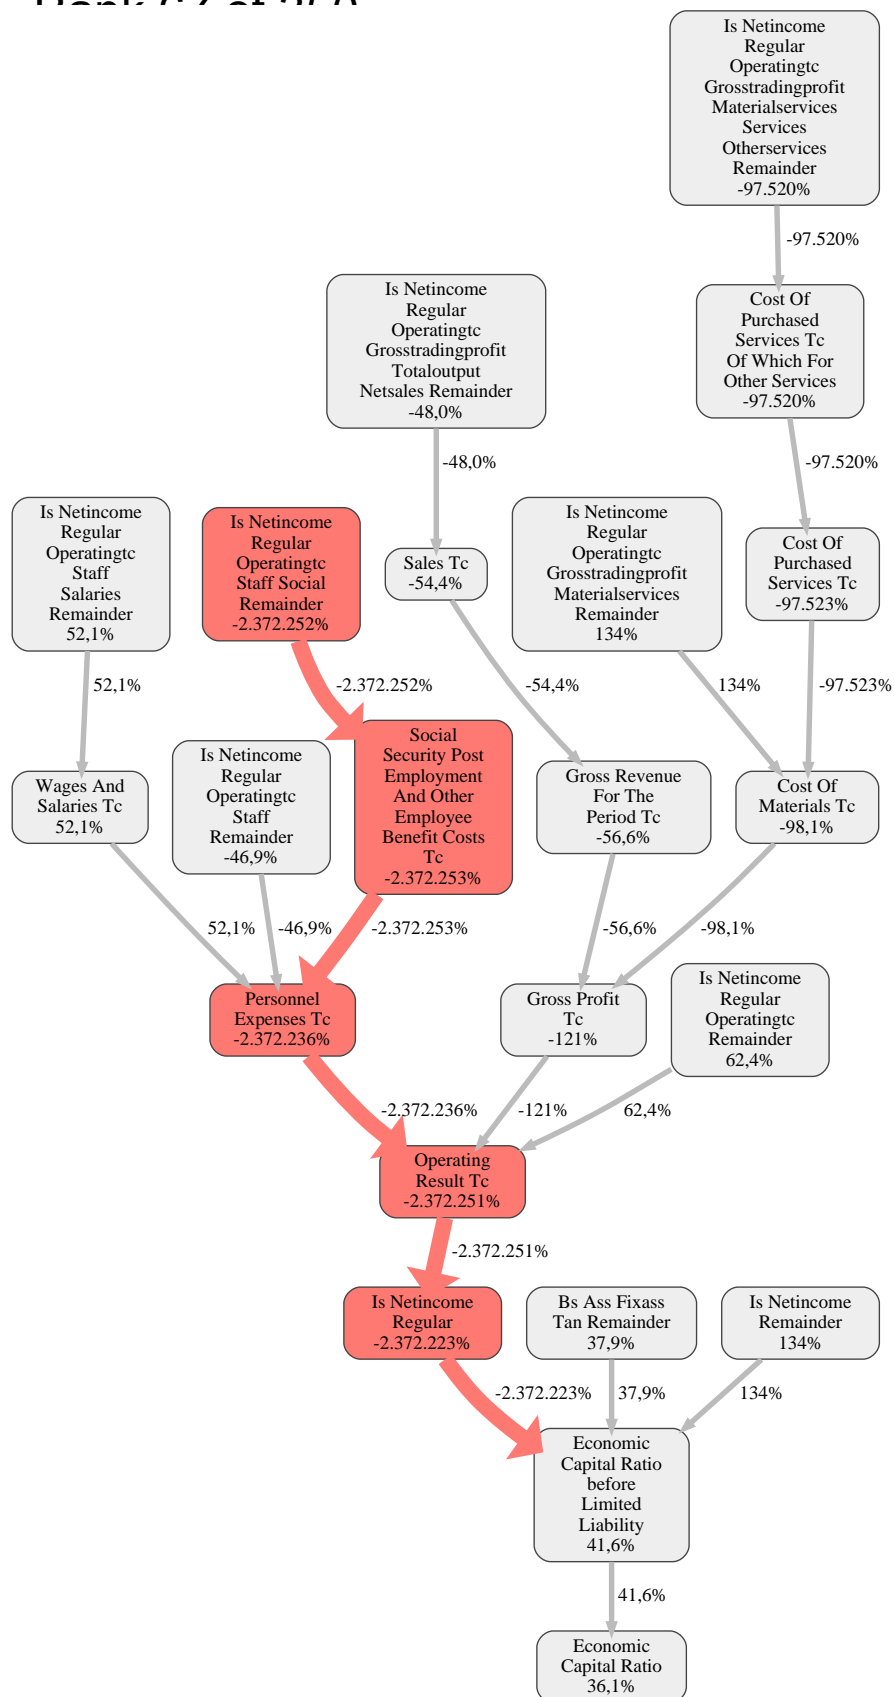 Is Netincome
Regular
Operatingtc
Grosstradingprofit
Materialservices
Services
Otherservices
Remainder
-97.520%
-97.520%
Is Netincome
Regular
Operatingtc
Grosstradingprofit
Totaloutput
Netsales Remainder
-48,0%
Cost Of
Purchased
Services Tc
Of Which For
Other Services
-97.520%
-48,0%
-97.520%
Is Netincome
Regular
Operatingtc
Staff
Salaries
Remainder
52,1%
Is Netincome
Regular
Operatingtc
Staff Social
Remainder
-2.372.252%
Sales Tc
-54,4%
Is Netincome
Regular
Operatingtc
Grosstradingprofit
Materialservices
Remainder
134%
Cost Of
Purchased
Services Tc
-97.523%
52,1%
-2.372.252%
-54,4%
134%
-97.523%
Wages And
Salaries Tc
52,1%
Is Netincome
Regular
Operatingtc
Staff
Remainder
-46,9%
Social
Security Post
Employment
And Other
Employee
Benefit Costs
Tc
-2.372.253%
Gross Revenue
For The
Period Tc
-56,6%
Cost Of
Materials Tc
-98,1%
52,1%
-46,9%
-2.372.253%
-56,6%
-98,1%
Personnel
Expenses Tc
-2.372.236%
Gross Profit
Tc
-121%
Is Netincome
Regular
Operatingtc
Remainder
62,4%
-2.372.236%
-121%
62,4%
Operating
Result Tc
-2.372.251%
-2.372.251%
Is Netincome
Regular
-2.372.223%
Bs Ass Fixass
Tan Remainder
37,9%
Is Netincome
Remainder
134%
-2.372.223%
37,9%
134%
Economic
Capital Ratio
before
Limited
Liability
41,6%
41,6%
Economic
Capital Ratio
36,1%